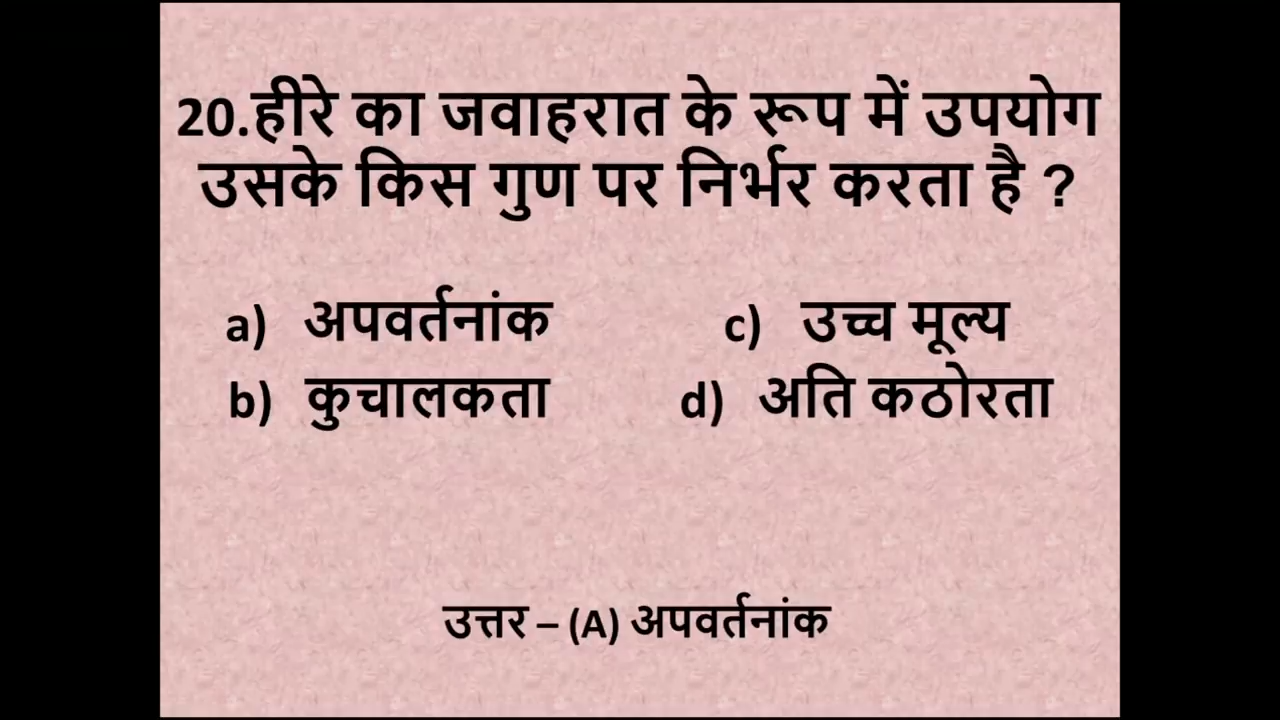 20.हीरे का जवाहरात के रूप में उपयोग
उसके किस गुण पर निर्भर करता है ?
a) अपवर्तनांक c) उच्च मूल्य
b) कुचालकता d) अति कठोरता
उत्तर – (A) अपवर्तनांक